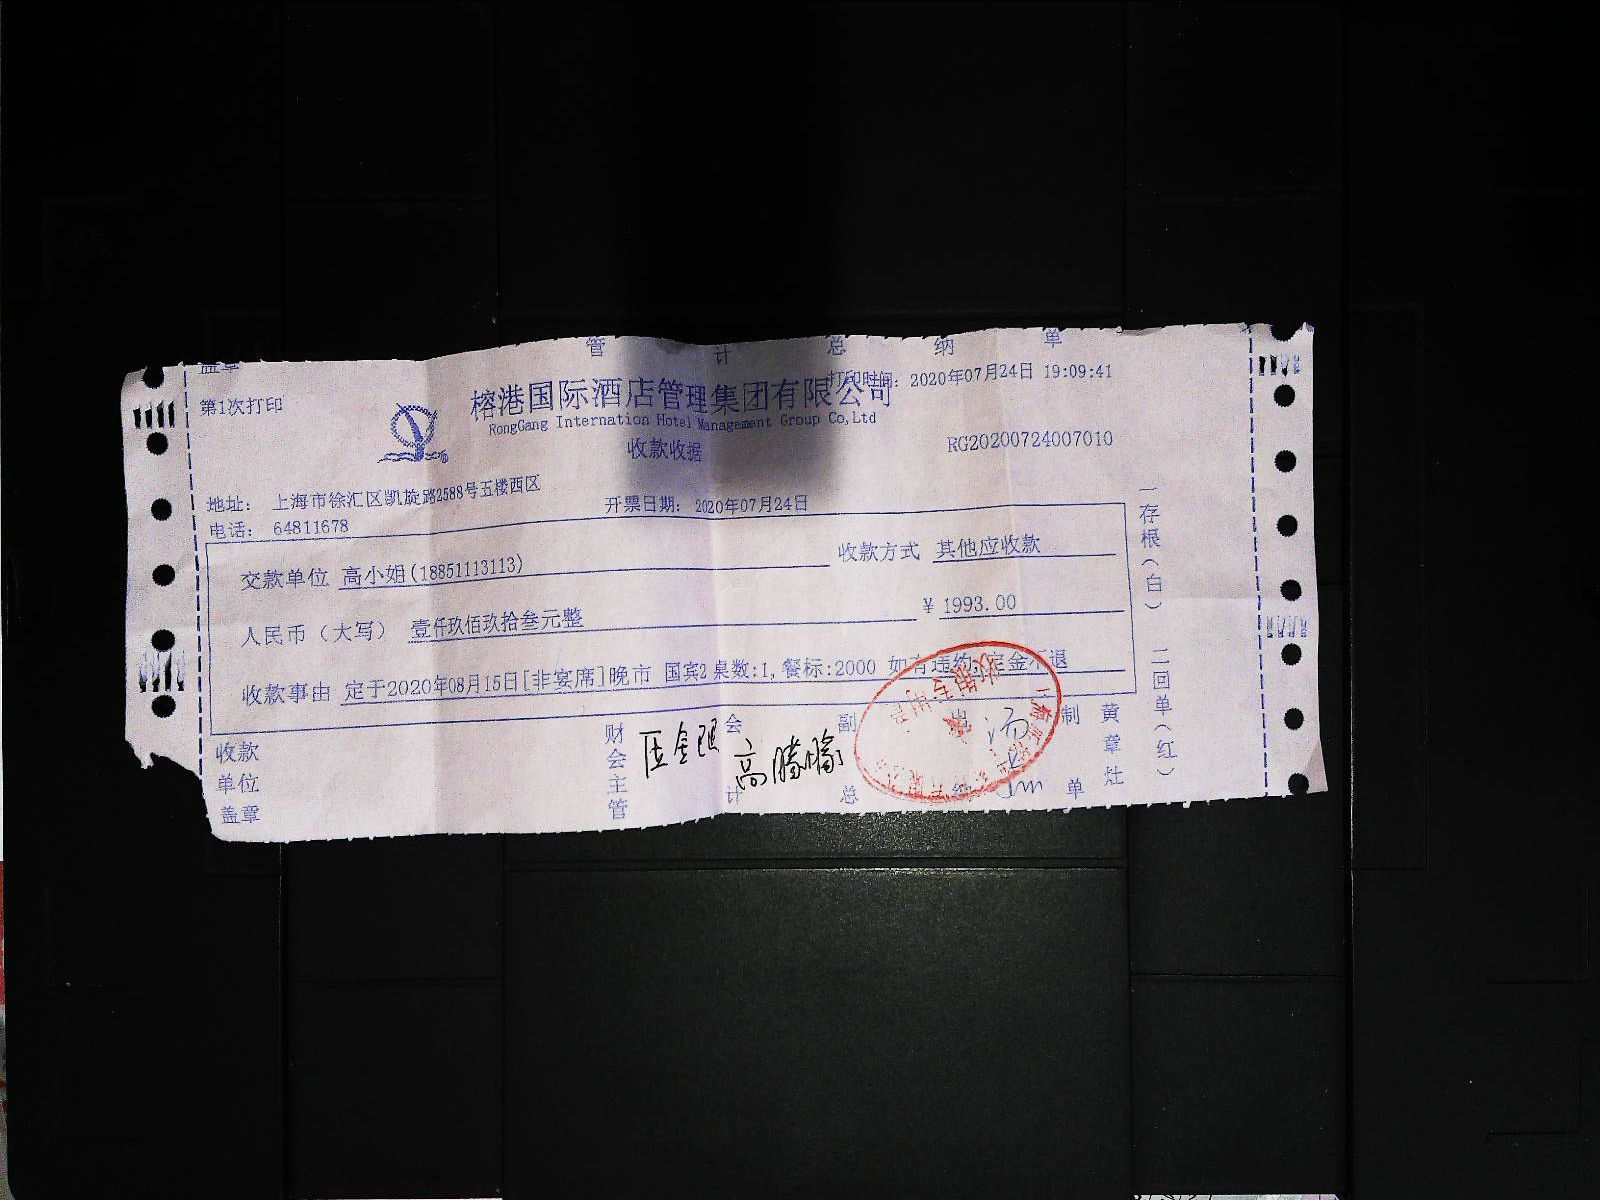 管 计 总 纳 单
盖章
第1次打印
榕港国际酒店管理集团有限公司
打印时间: 2020年07月24日 19:09:41
RongGang Internation Hotel Management Group Co,Ltd
收款收据
RG20200724007010
地址: 上海市徐汇区凯旋路2588号五楼西区
电话: 64811678
开票日期: 2020年07月24日
交款单位 高小姐(18851113113)
收款方式 其他应收款
人民币(大写) 壹仟玖佰玖拾叁元整
¥ 1993.00
收款事由 定于2020年08月15日[非宴席]晚市 国宾2 桌数:1,餐标:2000 如有违约,定金不退
收款单位盖章
财会主管
会计
副总
纳
制单
黄章灶
一存根(白) 二回单(红)